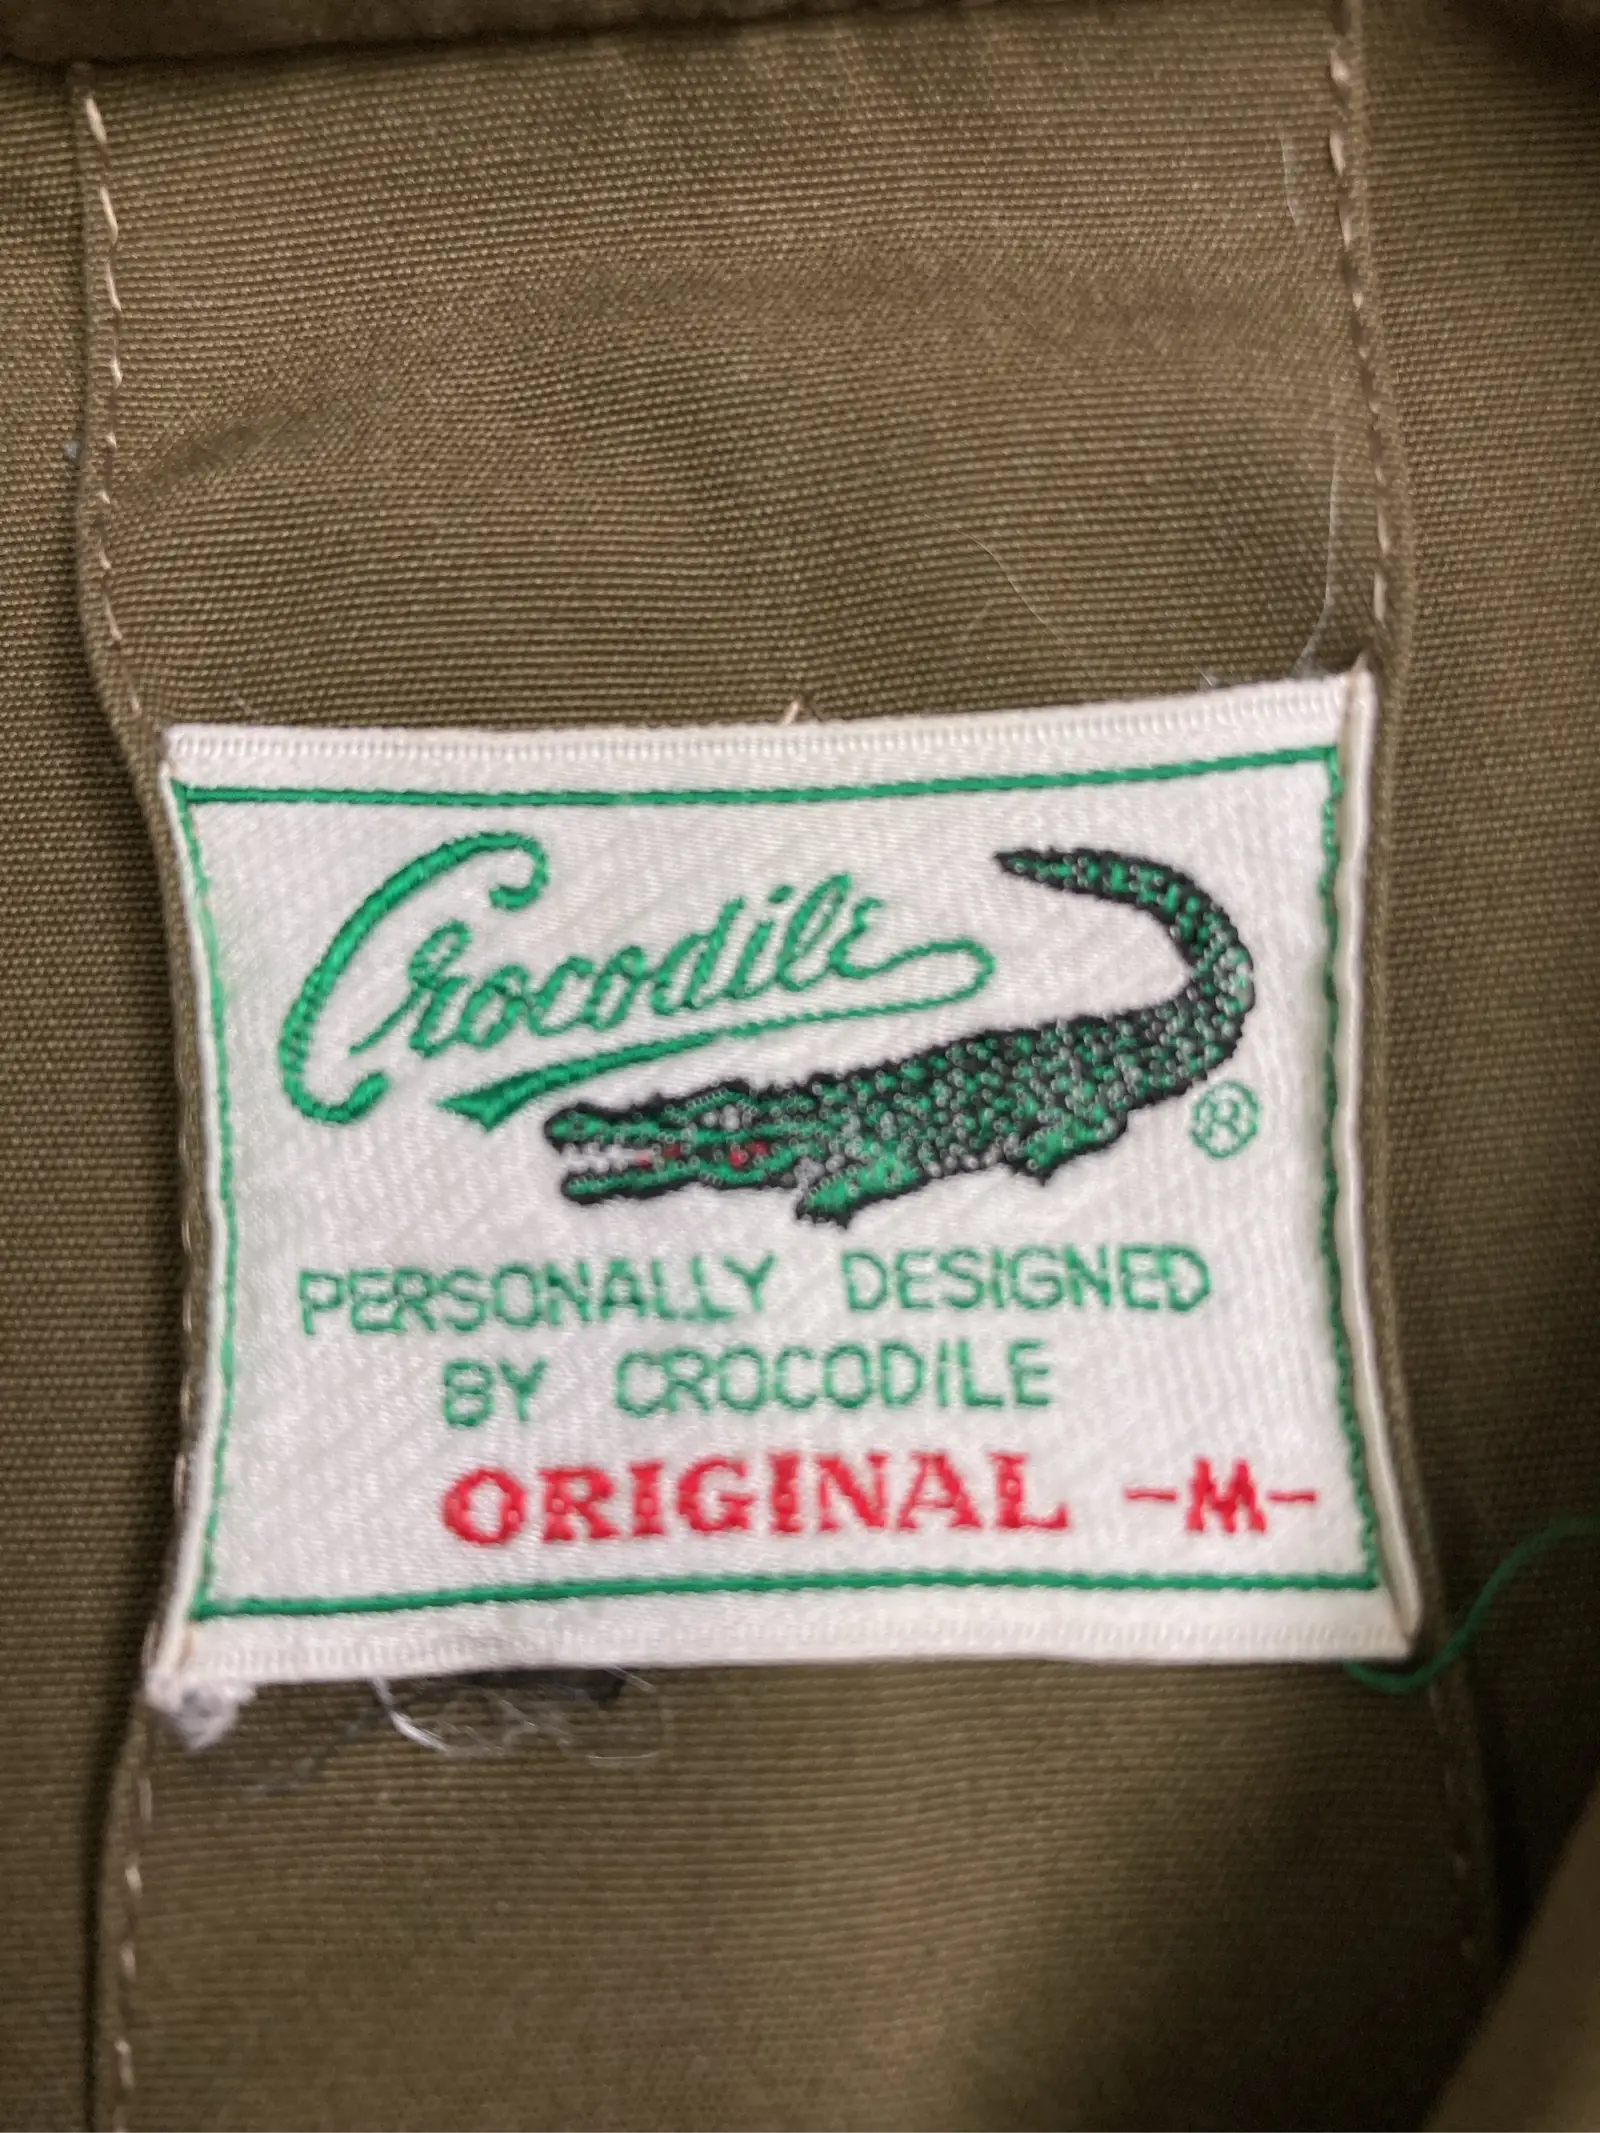 Crocodile
®
PERSONALLY DESIGNED
BY CROCODILE
ORIGINAL -M-